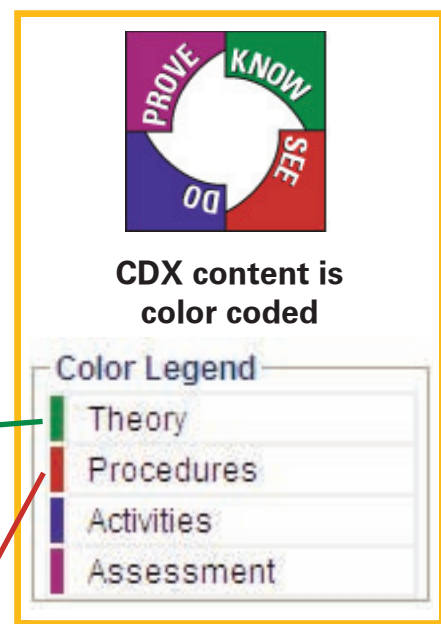 PROVE
KNOW
SEE
DO
CDX content is
color coded
Color Legend
Theory
Procedures
Activities
Assessment